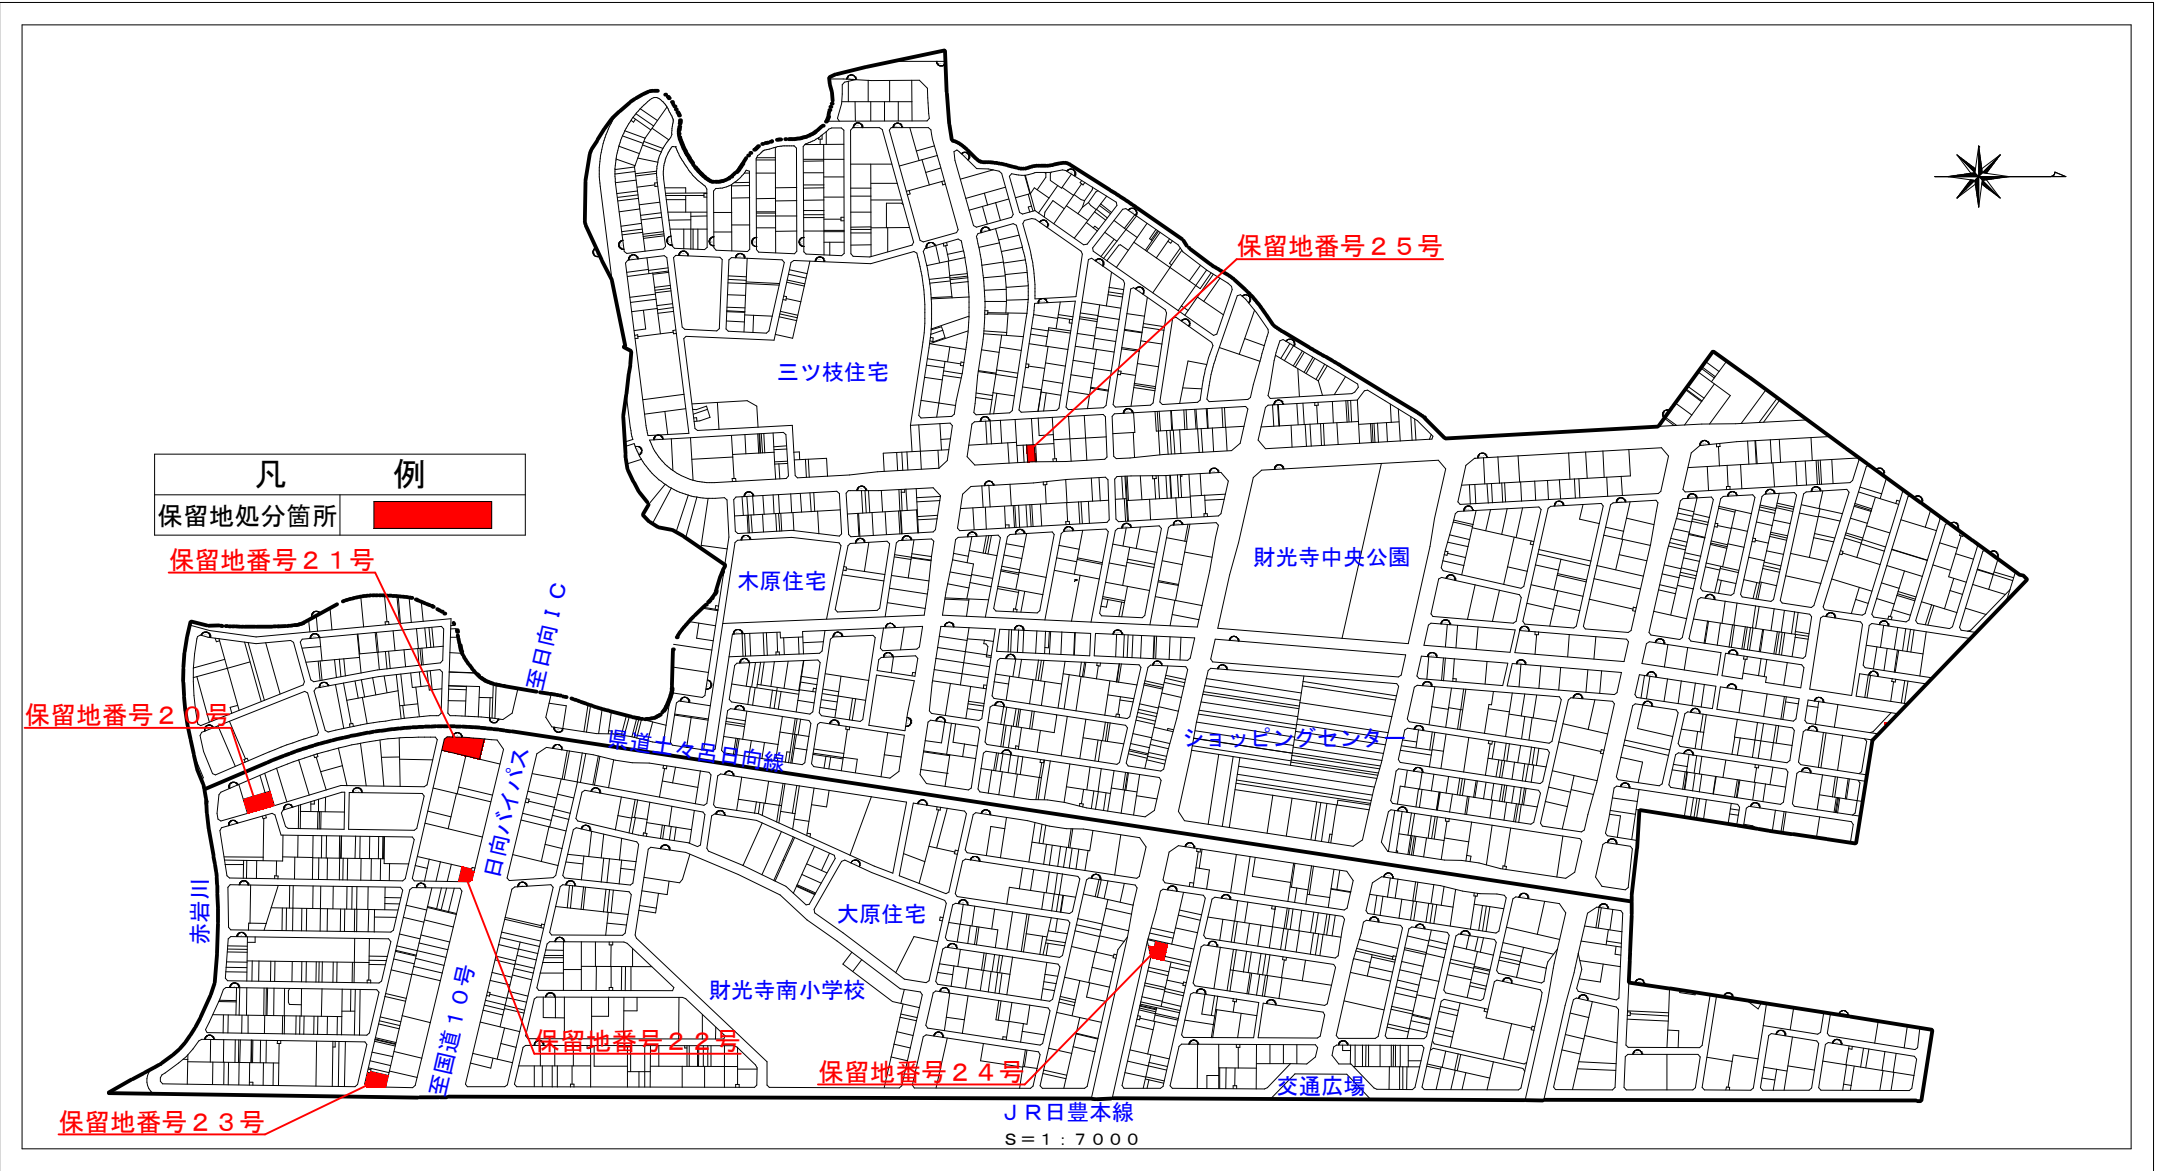 保留地番号２５号
三ツ枝住宅
凡　例
保留地処分箇所
保留地番号２１号
木原住宅
財光寺中央公園
至日向ＩＣ
保留地番号２０号
県道土々呂日向線
ショッピングセンター
日向バイパス
赤岩川
大原住宅
財光寺南小学校
至国道１０号
保留地番号２２号
保留地番号２４号
交通広場
保留地番号２３号
ＪＲ日豊本線
Ｓ＝１：７０００